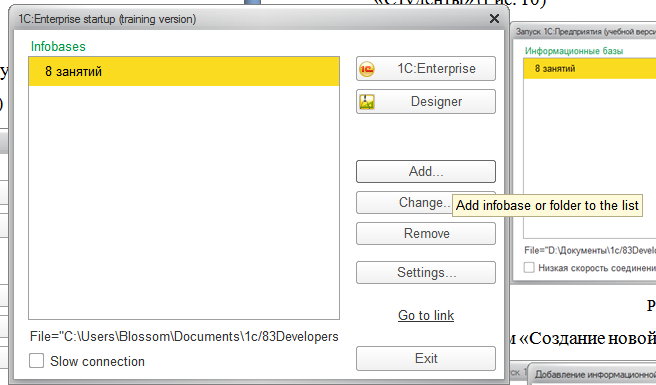 «Студенты» (Рис. 10)
1C:Enterprise startup (training version)
Infobases
8 занятий
1C:Enterprise
Designer
Add...
Change...
Add infobase or folder to the list
Remove
Settings...
Go to link
File="C:\Users\Blossom\Documents\1c/83Developers
Slow connection
Exit
Запуск 1С:Предприятия (учебной верси
Информационные базы
8 занятий
File="D:\Документы\1c/83Develo
Низкая скорость соединени
Р
м «Создание новой
Добавление информационной